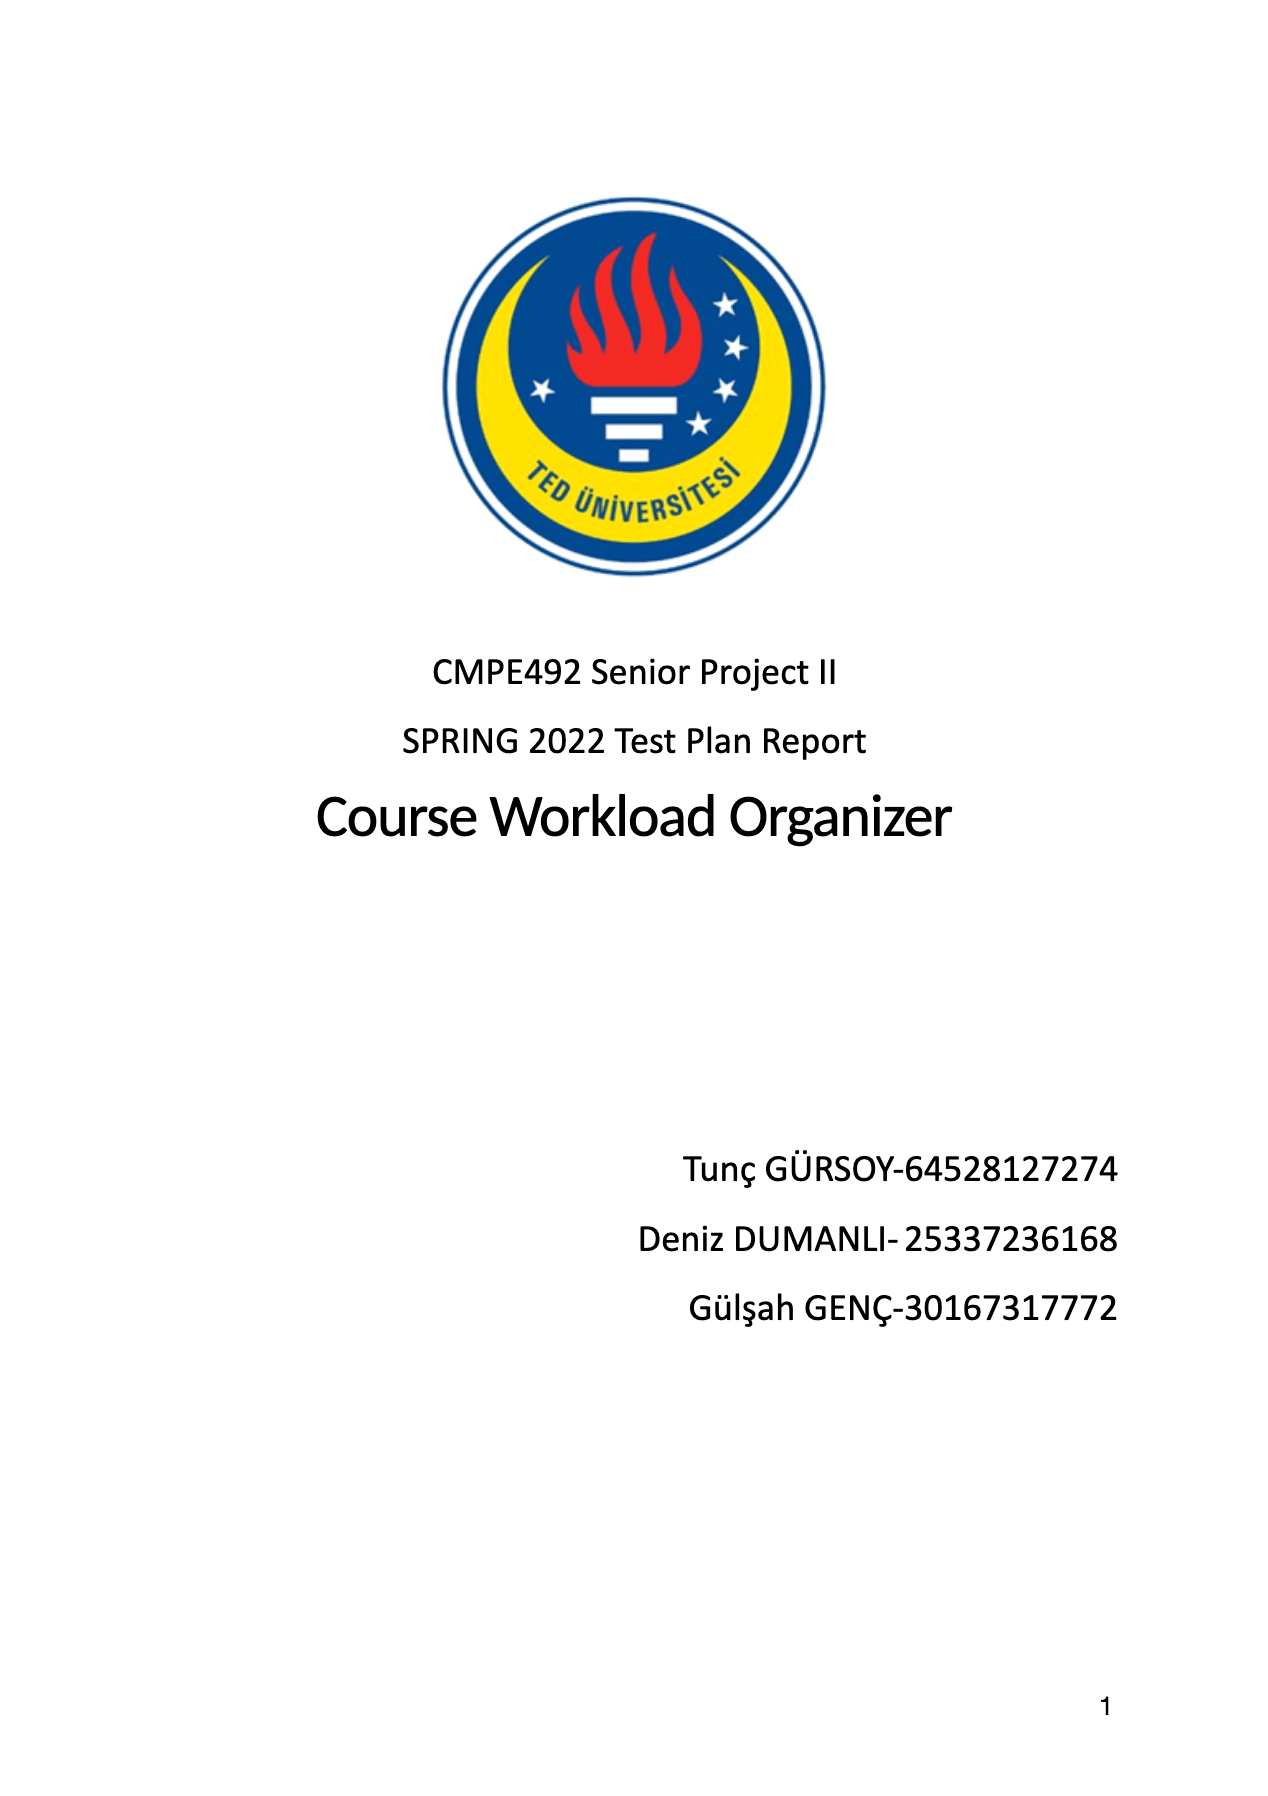 TED ÜNİVERSİTESİ
CMPE492 Senior Project II
SPRING 2022 Test Plan Report
Course Workload Organizer
Tunç GÜRSOY-64528127274
Deniz DUMANLI- 25337236168
Gülşah GENÇ-30167317772
1